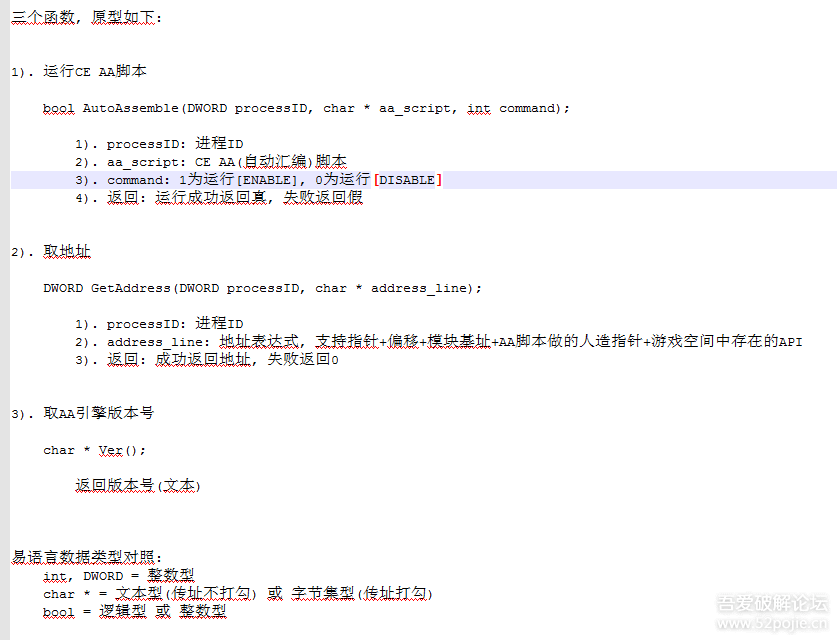 三个函数, 原型如下:
1). 运行CE AA脚本
bool AutoAssemble(DWORD processID, char * aa_script, int command);
1). processID: 进程ID
2). aa_script: CE AA(自动汇编)脚本
3). command: 1为运行[ENABLE], 0为运行[DISABLE]
4). 返回: 运行成功返回真, 失败返回假
2). 取地址
DWORD GetAddress(DWORD processID, char * address_line);
1). processID: 进程ID
2). address_line: 地址表达式, 支持指针+偏移+模块基址+AA脚本做的人造指针+游戏空间中存在的API
3). 返回: 成功返回地址, 失败返回0
3). 取AA引擎版本号
char * Ver();
返回版本号(文本)
易语言数据类型对照:
int, DWORD = 整数型
char * = 文本型(传址不打勾) 或 字节集型(传址打勾)
bool = 逻辑型 或 整数型
吾爱破解论坛
www.52pojie.cn